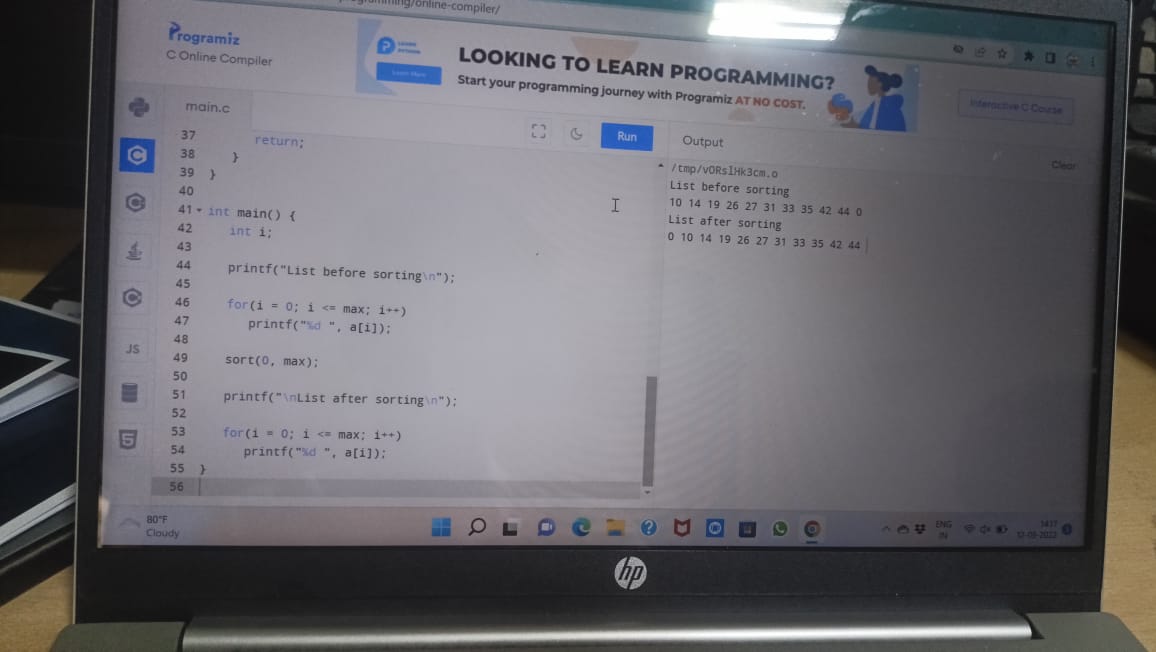 programming/online-compiler/
Programiz
C Online Compiler
LOOKING TO LEARN PROGRAMMING?
Start your programming journey with Programiz AT NO COST.
Learn More
Interactive C Course
main.c
Run
Output
Clear
37 return;
38 }
39 }
40
41 int main() {
42 int i;
43
44 printf("List before sorting\n");
45
46 for(i = 0; i <= max; i++)
47 printf("%d ", a[i]);
48
49 sort(0, max);
50
51 printf("\nList after sorting\n");
52
53 for(i = 0; i <= max; i++)
54 printf("%d ", a[i]);
55 }
56
/tmp/vORslHk3cm.o
List before sorting
10 14 19 26 27 31 33 35 42 44 0
List after sorting
0 10 14 19 26 27 31 33 35 42 44
JS
5
80°F
Cloudy
ENG
IN
14:17
hp